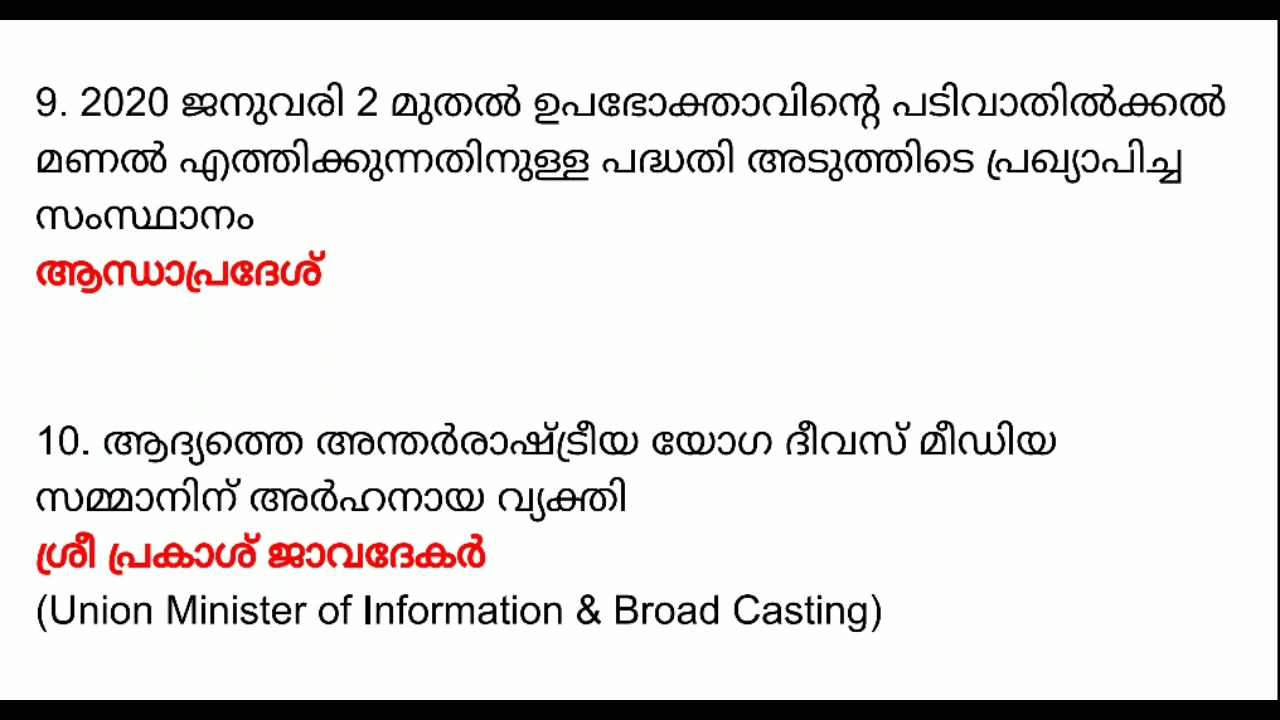 9. 2020 ജനുവരി 2 മുതൽ ഉപഭോക്താവിന്റെ പടിവാതിൽക്കൽ
മണൽ എത്തിക്കുന്നതിനുള്ള പദ്ധതി അടുത്തിടെ പ്രഖ്യാപിച്ച
സംസ്ഥാനം
ആന്ധാപ്രദേശ്
10. ആദ്യത്തെ അന്തർരാഷ്ട്രീയ യോഗ ദീവസ് മീഡിയ
സമ്മാനിന് അർഹനായ വ്യക്തി
ശ്രീ പ്രകാശ് ജാവദേകർ
(Union Minister of Information & Broad Casting)